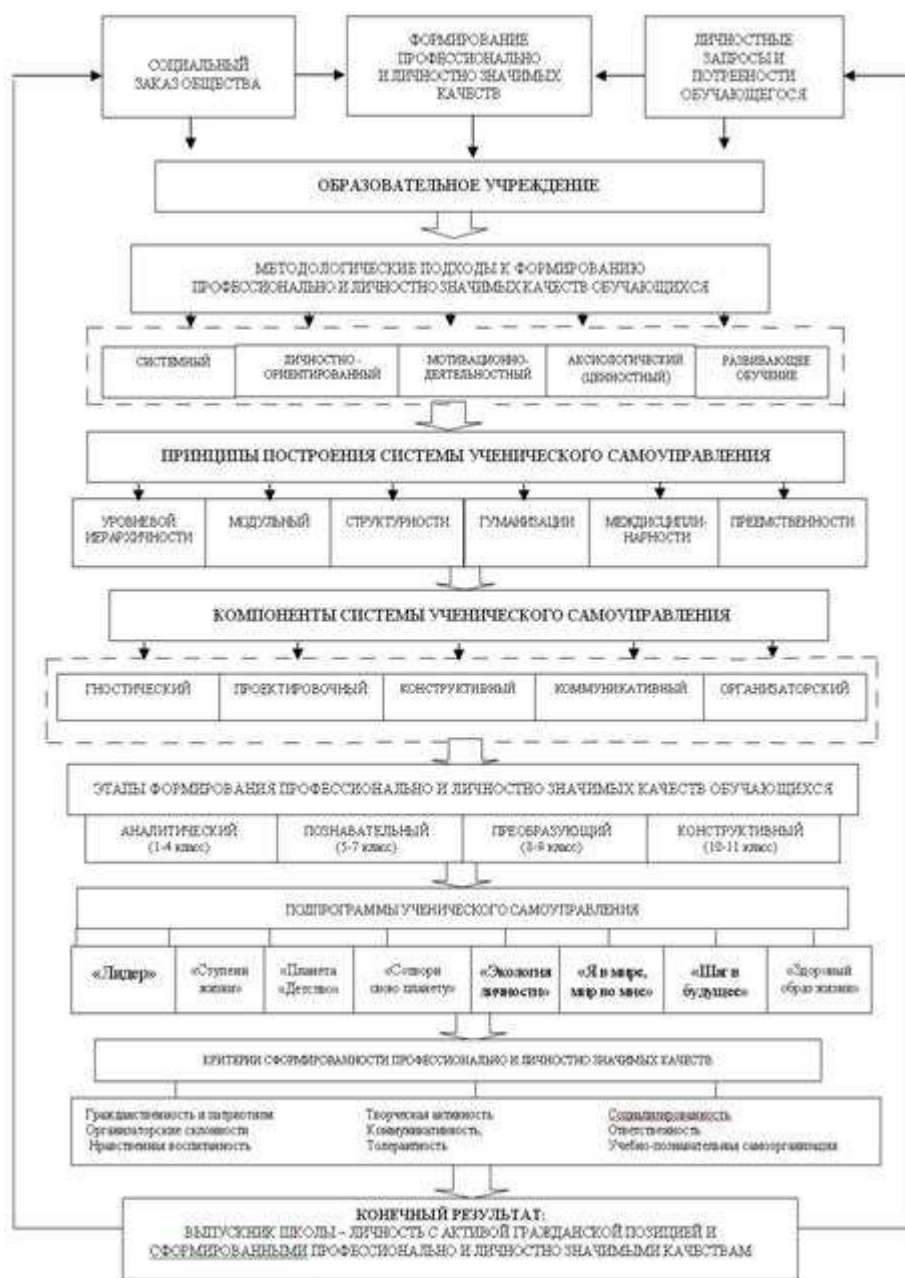 СОЦИАЛЬНЫЙ
ЗАКАЗ ОБЩЕСТВА
ФОРМИРОВАНИЕ
ПРОФЕССИОНАЛЬНО
И ЛИЧНОСТНО ЗНАЧИМЫХ
КАЧЕСТВ
ЛИЧНОСТНЫЕ
ЗАПРОСЫ И
ПОТРЕБНОСТИ
ОБУЧАЮЩЕГОСЯ
ОБРАЗОВАТЕЛЬНОЕ УЧРЕЖДЕНИЕ
МЕТОДОЛОГИЧЕСКИЕ ПОДХОДЫ К ФОРМИРОВАНИЮ
ПРОФЕССИОНАЛЬНО И ЛИЧНОСТНО ЗНАЧИМЫХ КАЧЕСТВ ОБУЧАЮЩИХСЯ
СИСТЕМНЫЙ
ЛИЧНОСТНО -
ОРИЕНТИРОВАННЫЙ
МОТИВАЦИОННО-
ДЕЯТЕЛЬНОСТНЫЙ
АКСИОЛОГИЧЕСКИЙ
(ЦЕННОСТНЫЙ)
РАЗВИВАЮЩЕЕ
ОБУЧЕНИЕ
ПРИНЦИПЫ ПОСТРОЕНИЯ СИСТЕМЫ УЧЕНИЧЕСКОГО САМОУПРАВЛЕНИЯ
УРОВНЕВОЙ
ИЕРАРХИЧНОСТИ
МОДУЛЬНЫЙ
СТРУКТУРНОСТИ
ГУМАНИЗАЦИИ
МЕЖДИСЦИПЛИ-
НАРНОСТИ
ПРЕЕМСТВЕННОСТИ
КОМПОНЕНТЫ СИСТЕМЫ УЧЕНИЧЕСКОГО САМОУПРАВЛЕНИЯ
ГНОСТИЧЕСКИЙ
ПРОЕКТИРОВОЧНЫЙ
КОНСТРУКТИВНЫЙ
КОММУНИКАТИВНЫЙ
ОРГАНИЗАТОРСКИЙ
ЭТАПЫ ФОРМИРОВАНИЯ ПРОФЕССИОНАЛЬНО И ЛИЧНОСТНО ЗНАЧИМЫХ КАЧЕСТВ ОБУЧАЮЩИХСЯ
АНАЛИТИЧЕСКИЙ
(1-4 класс)
ПОЗНАВАТЕЛЬНЫЙ
(5-7 класс)
ПРЕОБРАЗУЮЩИЙ
(8-9 класс)
КОНСТРУКТИВНЫЙ
(10-11 класс)
ПОДПРОГРАММЫ УЧЕНИЧЕСКОГО САМОУПРАВЛЕНИЯ
«Лидер»
«Ступени
жизни»
«Планета
«Детство»
«Сотвори
свою планету»
«Экология
личности»
«Я в мире,
мир во мне»
«Шаг в
будущее»
«Здоровый
образ жизни»
КРИТЕРИИ СФОРМИРОВАННОСТИ ПРОФЕССИОНАЛЬНО И ЛИЧНОСТНО ЗНАЧИМЫХ КАЧЕСТВ
Гражданственность и патриотизм
Организаторские склонности
Нравственная воспитанность
Творческая активность
Коммуникативность,
Толерантность
Социализированность
Ответственность
Учебно-познавательная самоорганизация
КОНЕЧНЫЙ РЕЗУЛЬТАТ:
ВЫПУСКНИК ШКОЛЫ – ЛИЧНОСТЬ С АКТИВОЙ ГРАЖДАНСКОЙ ПОЗИЦИЕЙ И
СФОРМИРОВАННЫМИ ПРОФЕССИОНАЛЬНО И ЛИЧНОСТНО ЗНАЧИМЫМИ КАЧЕСТВАМ